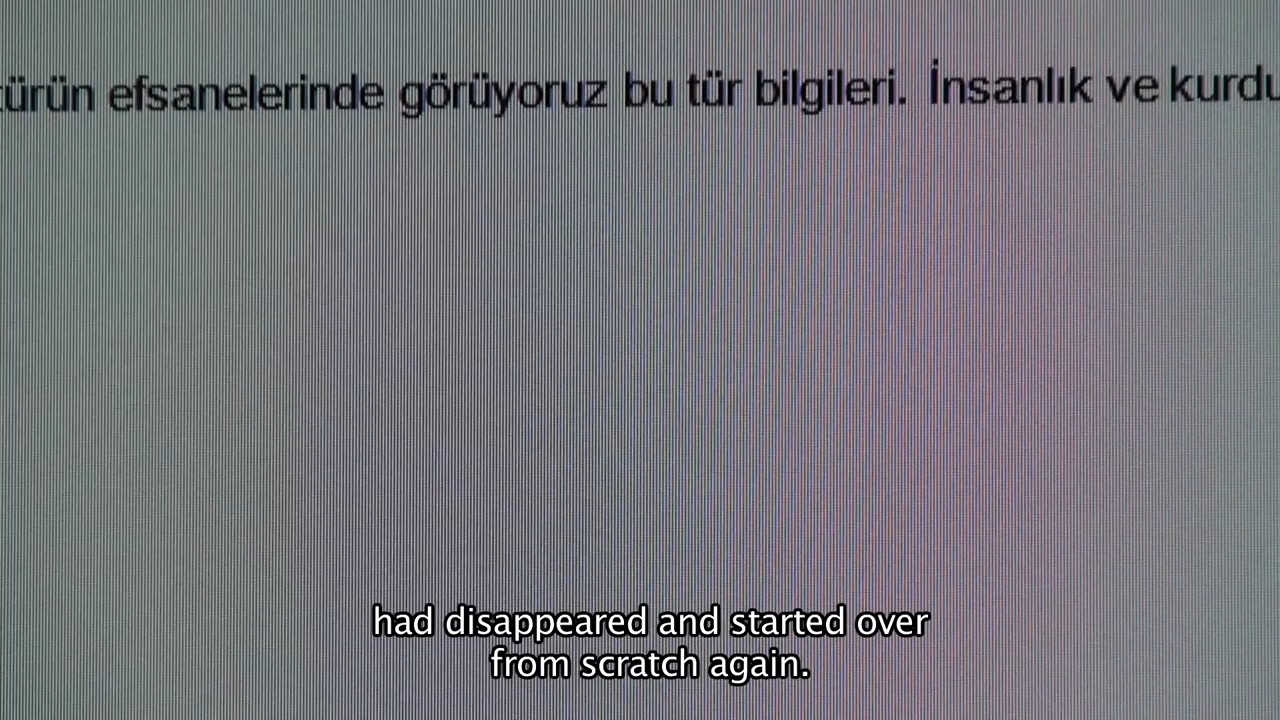 efsanelerinde görüyoruz bu tür bilgileri. İnsanlık ve
had disappeared and started over
from scratch again.